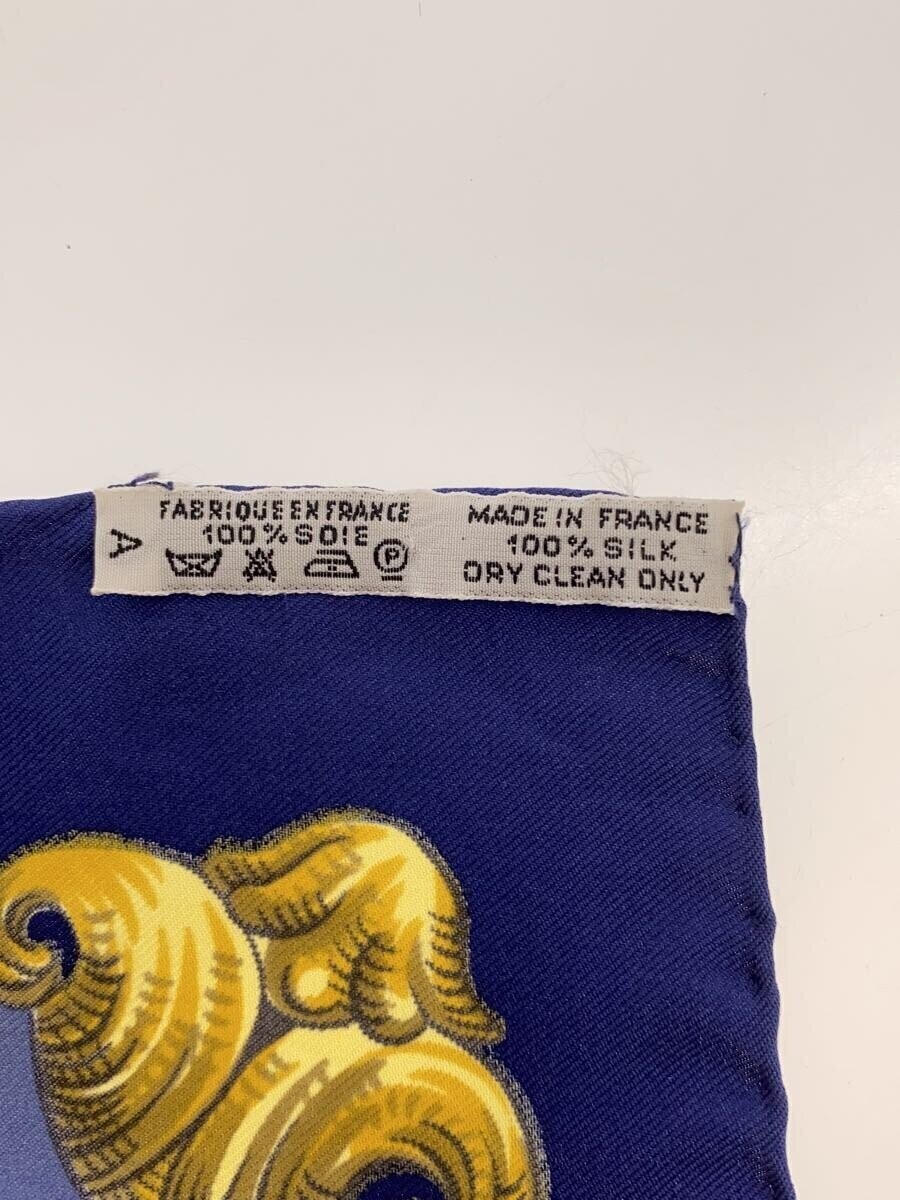 FABRIQUE EN FRANCE
100% SOIE
A
P
MADE IN FRANCE
100% SILK
DRY CLEAN ONLY